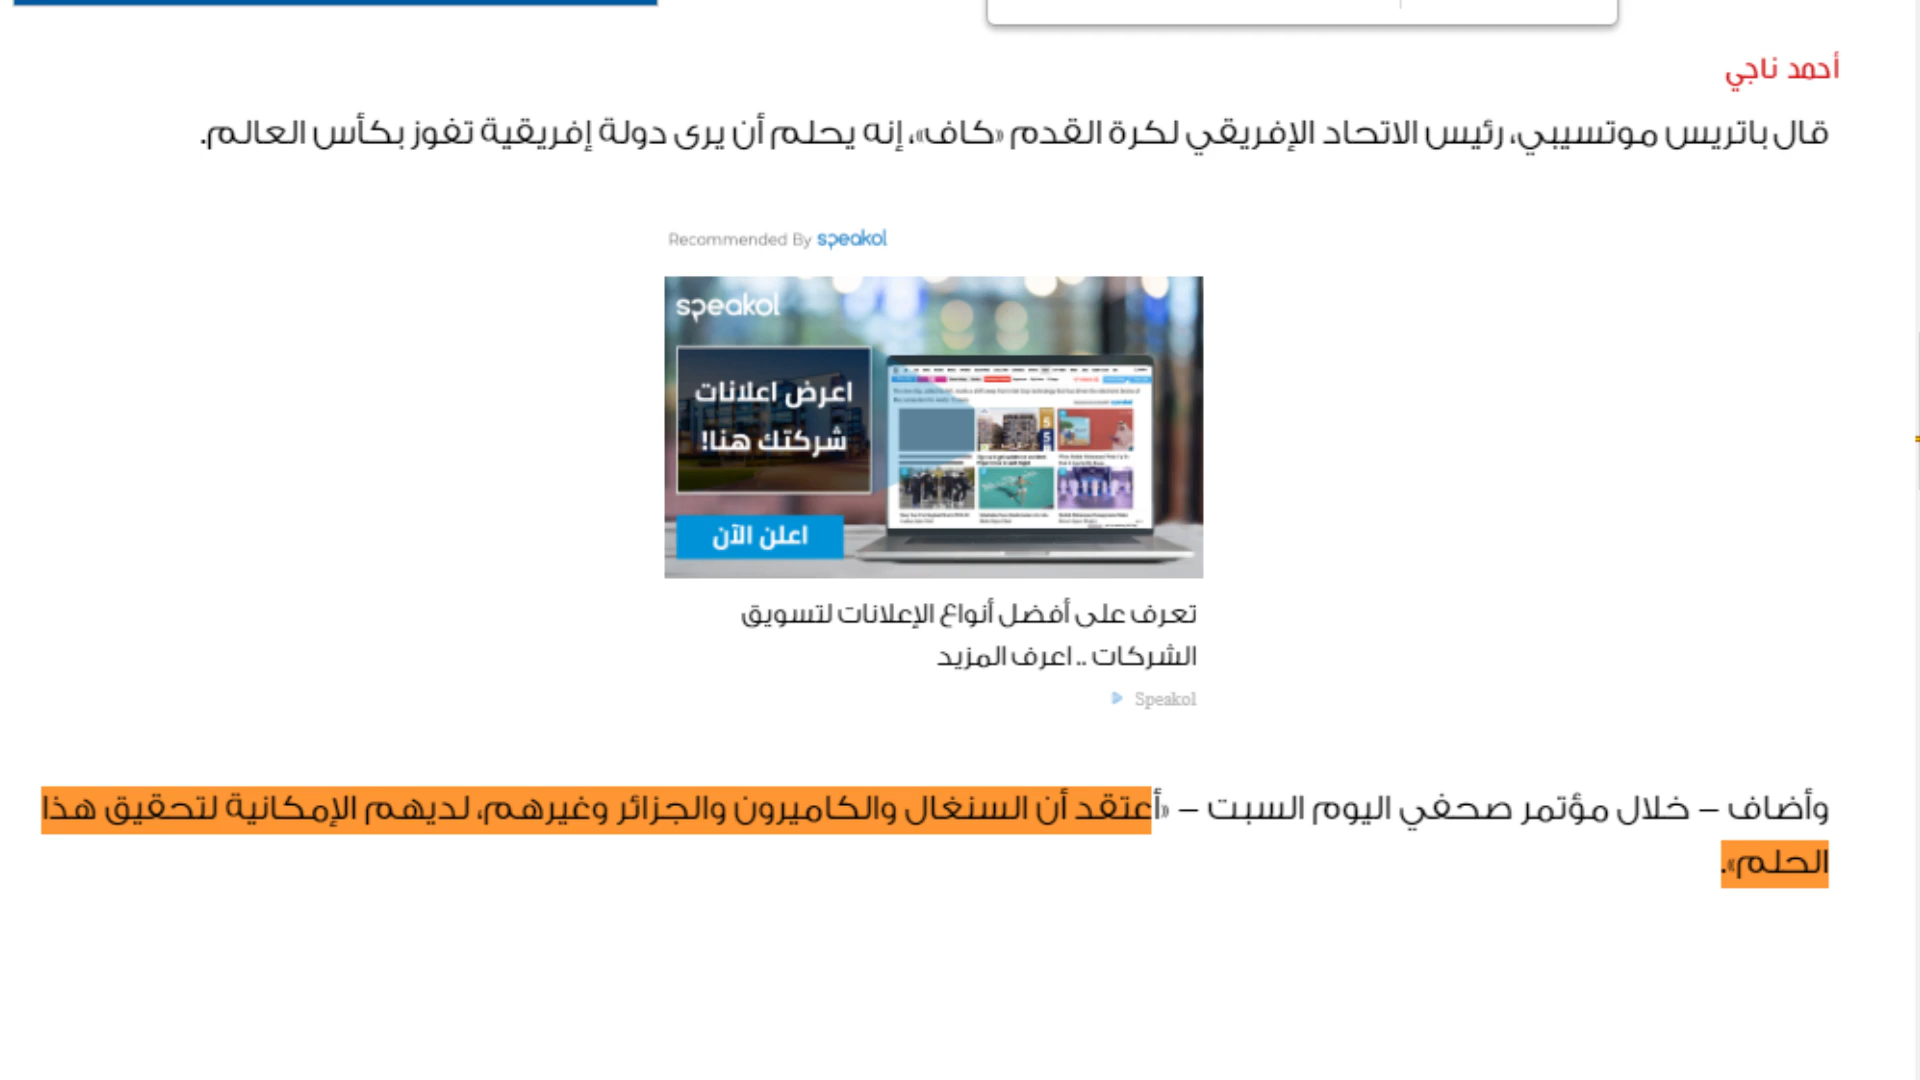 أحمد ناجي
قال باتريس موتسيبي، رئيس الاتحاد الإفريقي لكرة القدم «كاف»، إنه يحلم أن يرى دولة إفريقية تفوز بكأس العالم.
Recommended By speakol
speakol
اعرض اعلانات
شركتك هنا!
اعلن الآن
تعرف على أفضل أنواع الإعلانات لتسويق
الشركات .. اعرف المزيد
Speakol
وأضاف – خلال مؤتمر صحفي اليوم السبت – «أعتقد أن السنغال والكاميرون والجزائر وغيرهم، لديهم الإمكانية لتحقيق هذا
الحلم».